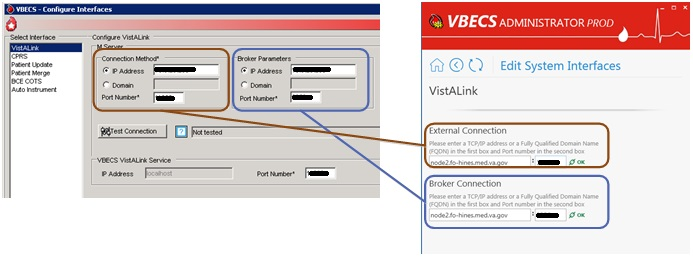 VBECS - Configure Interfaces
Select Interface
VistALink
CPRS
Patient Update
Patient Merge
BCE COTS
Auto Instrument
Configure VistALink
M Server
Connection Method*
IP Address
Domain
Port Number*
Broker Parameters
IP Address
Domain
Port Number*
Test Connection
?
Not tested
VBECS VistALink Service
IP Address
localhost
Port Number*
VBECS ADMINISTRATOR PROD
Edit System Interfaces
VistALink
External Connection
Please enter a TCP/IP address or a Fully Qualified Domain Name
(FQDN) in the first box and Port number in the second box
node2.fo-hines.med.va.gov : OK
Broker Connection
Please enter a TCP/IP address or a Fully Qualified Domain Name
(FQDN) in the first box and Port number in the second box
node2.fo-hines.med.va.gov : OK